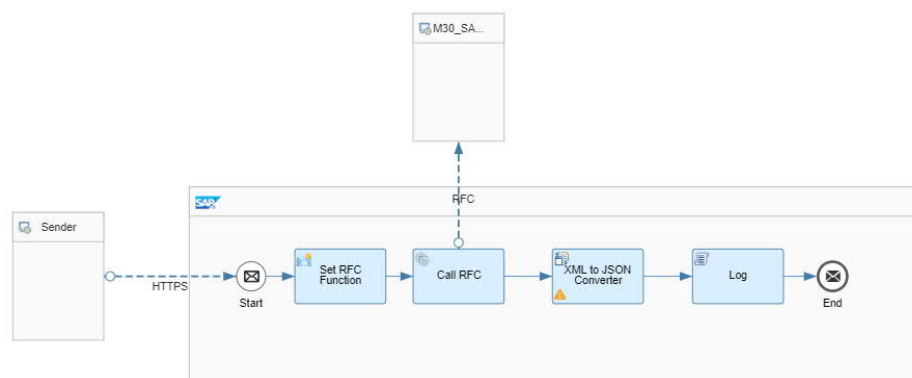 M30_SA...
RFC
SAP
Sender
HTTPS
Start
Set RFC
Function
Call RFC
XML to JSON
Converter
Log
End